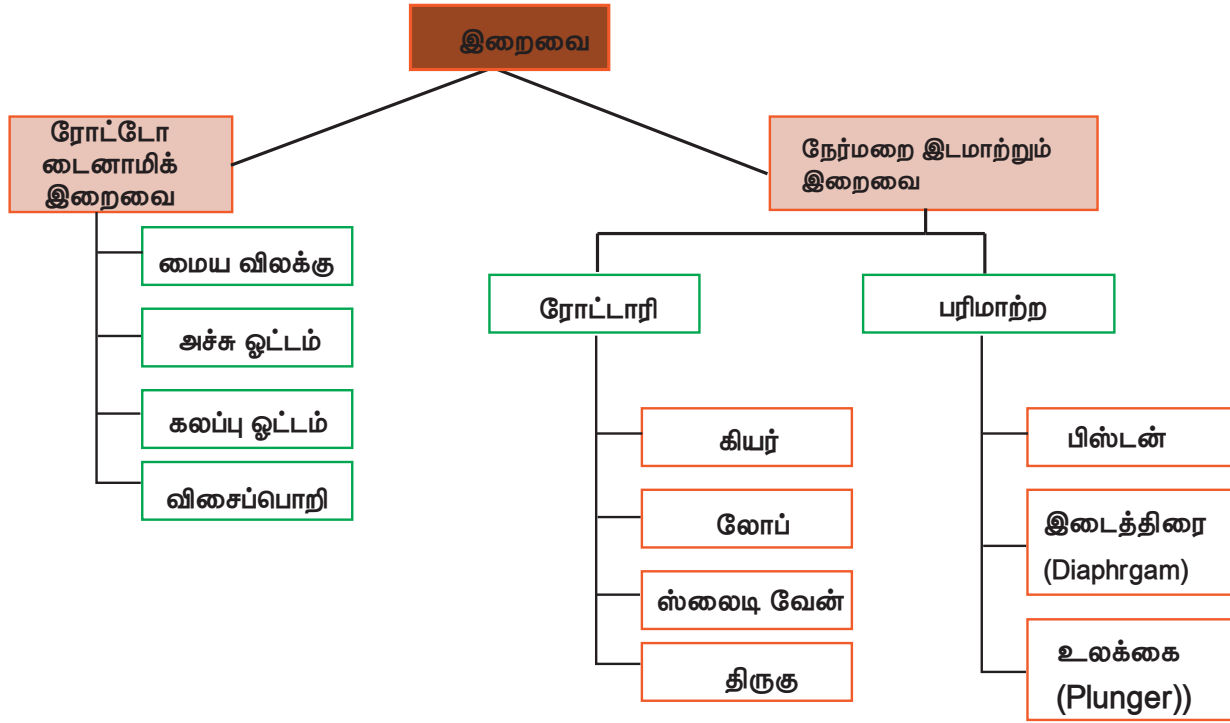 இறைவை
ரோட்டோ
டைனாமிக்
இறைவை
மைய விலக்கு
அச்சு ஓட்டம்
கலப்பு ஓட்டம்
விசைப்பொறி
நேர்மறை இடமாற்றும்
இறைவை
ரோட்டாரி
கியர்
லோப்
ஸ்லைடி வேன்
திருகு
பரிமாற்ற
பிஸ்டன்
இடைத்திரை
(Diaphrgam)
உலக்கை
(Plunger))